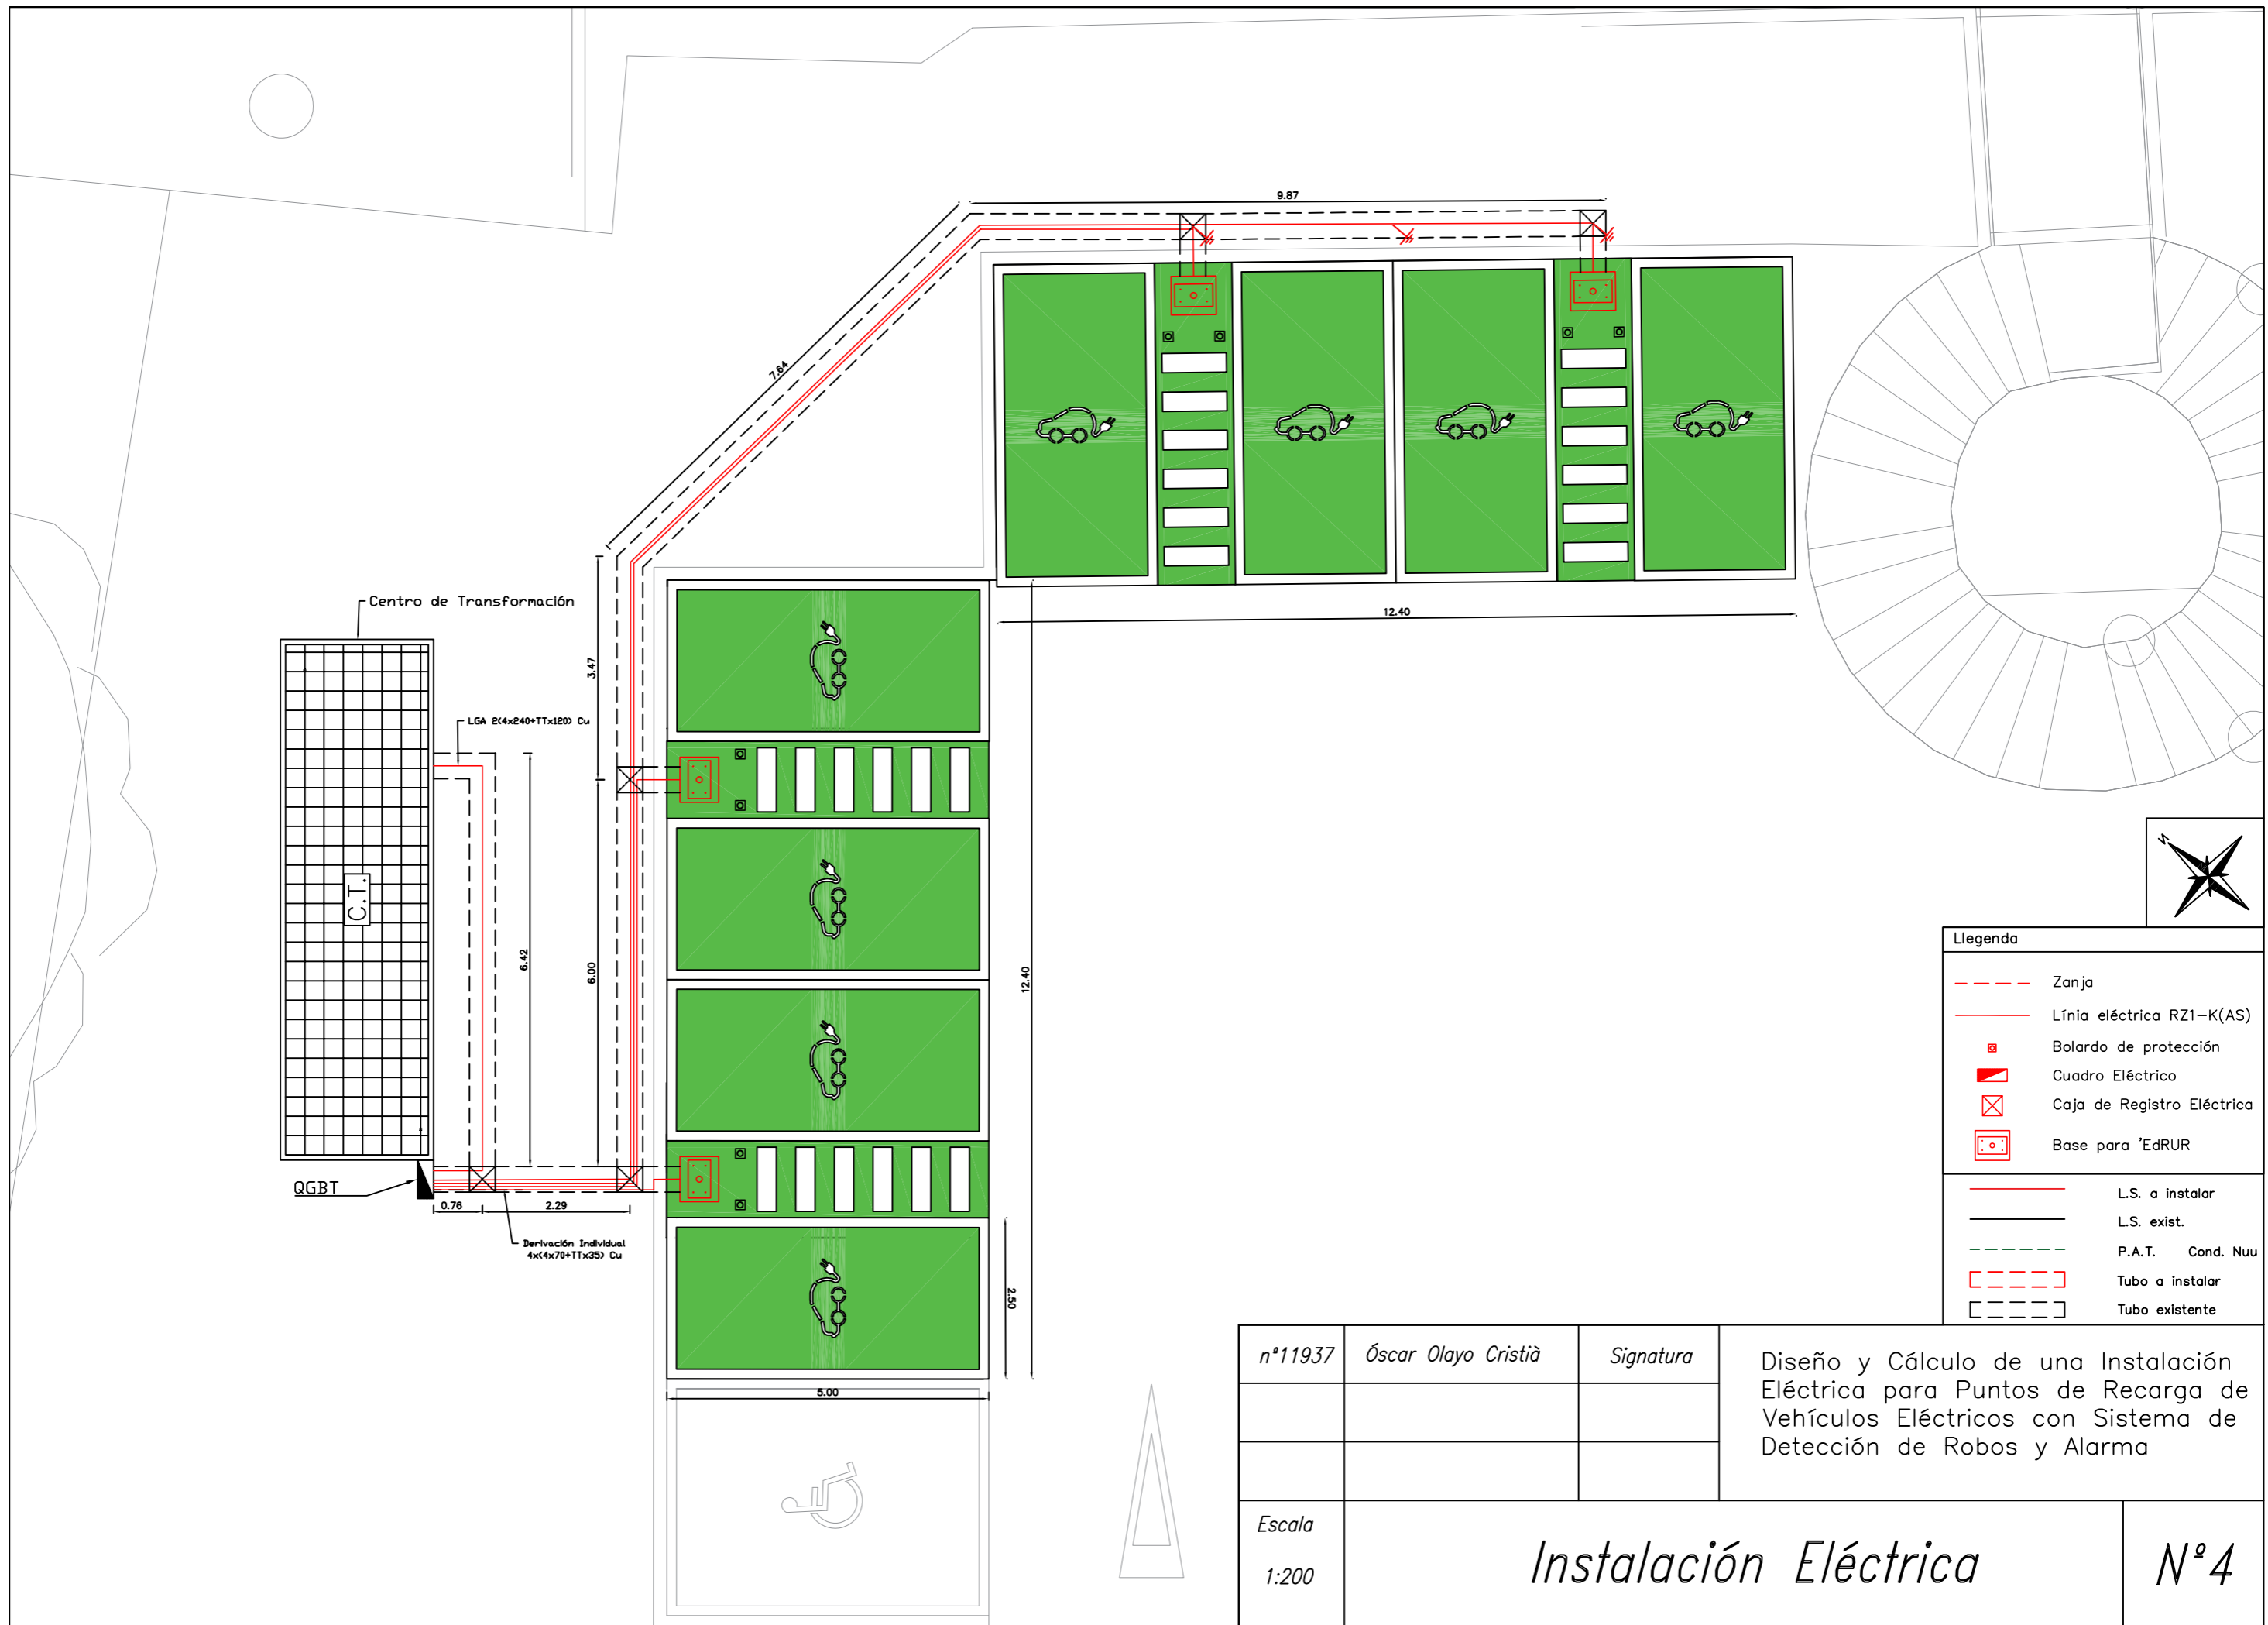 9.87
7.64
12.40
Centro de Transformación
3.47
LGA 2(4x240+TTx120) Cu
C.T.
6.42
6.00
12.40
QGBT
0.76
2.29
Derivación Individual
4x(4x70+TTx35) Cu
2.50
5.00
N
Llegenda
Zanja
Línia eléctrica RZ1-K(AS)
Bolardo de protección
Cuadro Eléctrico
Caja de Registro Eléctrica
Base para 'EdRUR
L.S. a instalar
L.S. exist.
P.A.T. Cond. Nuu
Tubo a instalar
Tubo existente
nº11937 Óscar Olayo Cristià Signatura
Diseño y Cálculo de una Instalación
Eléctrica para Puntos de Recarga de
Vehículos Eléctricos con Sistema de
Detección de Robos y Alarma
Escala
1:200
Instalación Eléctrica
Nº4